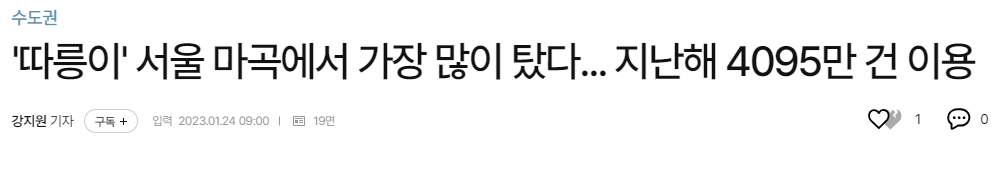 수도권
'따릉이' 서울 마곡에서 가장 많이 탔다... 지난해 4095만 건 이용
강지원 기자 구독 + 입력 2023.01.24 09:00 19면 1 0